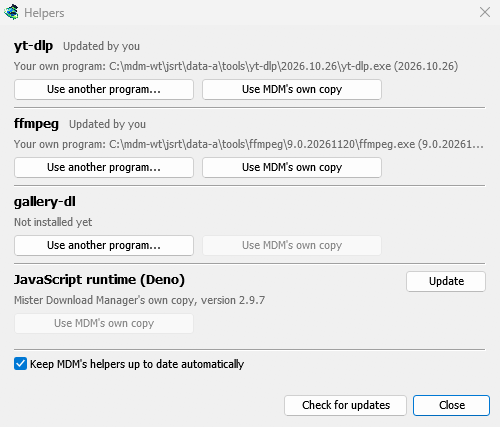 Helpers
yt-dlp Updated by you
Your own program: C:\mdm-wt\jsrt\data-a\tools\yt-dlp\2026.10.26\yt-dlp.exe (2026.10.26)
Use another program... Use MDM's own copy
ffmpeg Updated by you
Your own program: C:\mdm-wt\jsrt\data-a\tools\ffmpeg\9.0.20261120\ffmpeg.exe (9.0.20261...
Use another program... Use MDM's own copy
gallery-dl
Not installed yet
Use another program... Use MDM's own copy
JavaScript runtime (Deno) Update
Mister Download Manager's own copy, version 2.9.7
Use MDM's own copy
Keep MDM's helpers up to date automatically
Check for updates Close